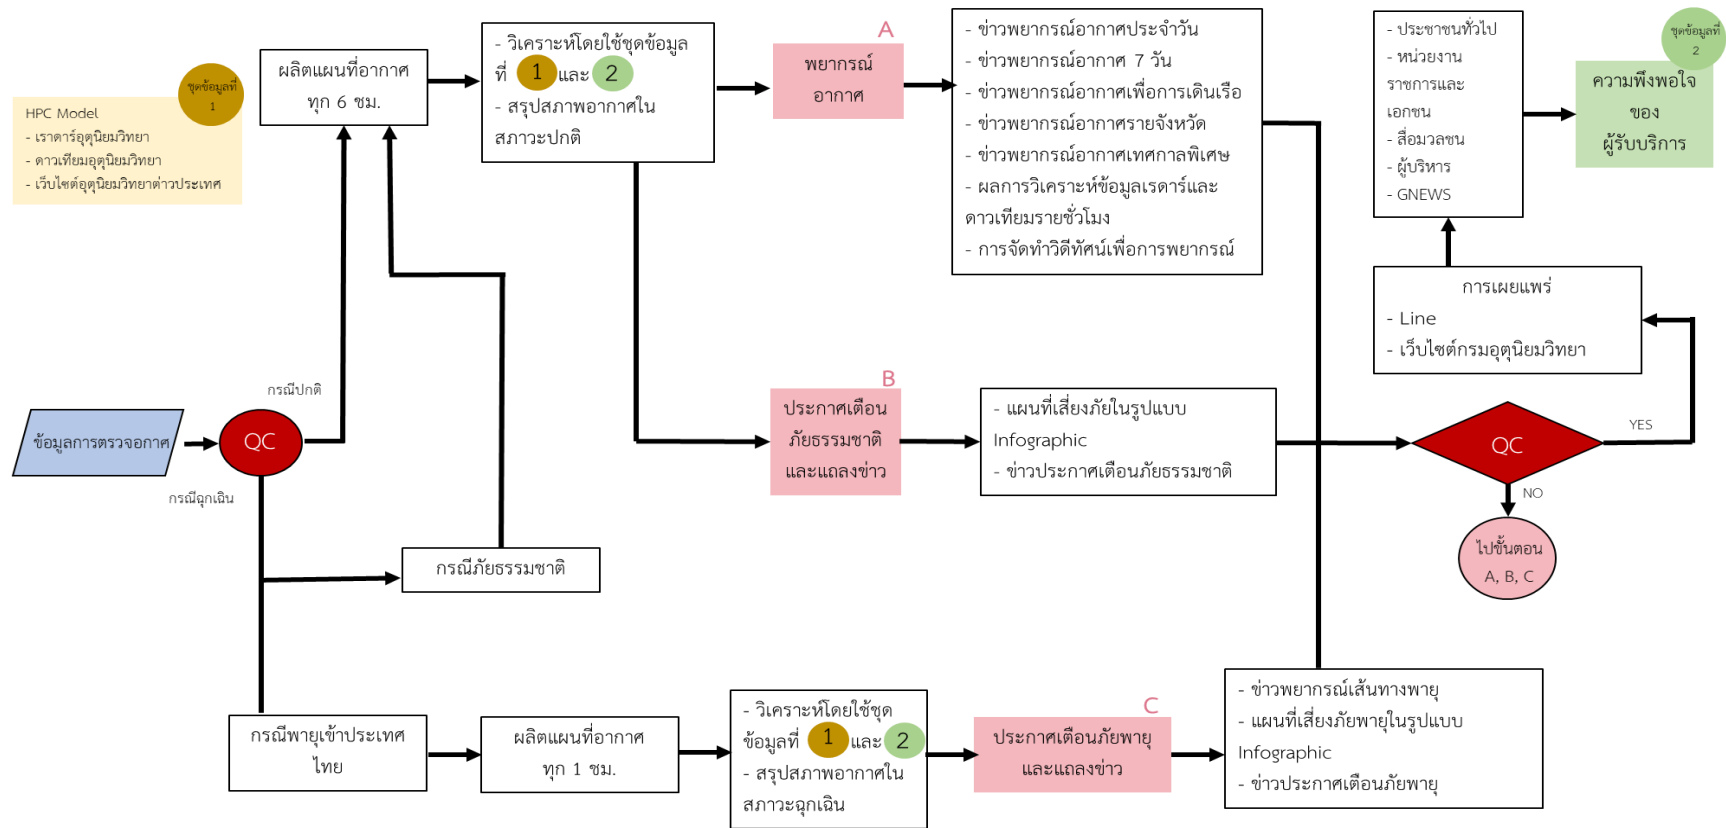 ชุดข้อมูลที่
1
HPC Model
- เราดาร์อุตุนิยมวิทยา
- ดาวเทียมอุตุนิยมวิทยา
- เว็บไซต์อุตุนิยมวิทยาต่าวประเทศ
ผลิตแผนที่อากาศ
ทุก 6 ชม.
- วิเคราะห์โดยใช้ชุดข้อมูล
ที่ 1 และ 2
- สรุปสภาพอากาศใน
สภาวะปกติ
A
พยากรณ์
อากาศ
- ข่าวพยากรณ์อากาศประจำวัน
- ข่าวพยากรณ์อากาศ 7 วัน
- ข่าวพยากรณ์อากาศเพื่อการเดินเรือ
- ข่าวพยากรณ์อากาศรายจังหวัด
- ข่าวพยากรณ์อากาศเทศกาลพิเศษ
- ผลการวิเคราะห์ข้อมูลเรดาร์และ
ดาวเทียมรายชั่วโมง
- การจัดทำวิดีทัศน์เพื่อการพยากรณ์
- ประชาชนทั่วไป
- หน่วยงาน
ราชการและ
เอกชน
- สื่อมวลชน
- ผู้บริหาร
- GNEWS
ชุดข้อมูลที่
2
ความพึงพอใจ
ของ
ผู้รับบริการ
การเผยแพร่
- Line
- เว็บไซต์กรมอุตุนิยมวิทยา
กรณีปกติ
ข้อมูลการตรวจอกาศ
QC
กรณีฉุกเฉิน
B
ประกาศเตือน
ภัยธรรมชาติ
และแถลงข่าว
- แผนที่เสี่ยงภัยในรูปแบบ
Infographic
- ข่าวประกาศเตือนภัยธรรมชาติ
QC
YES
NO
ไปขั้นตอน
A, B, C
กรณีภัยธรรมชาติ
กรณีพายุเข้าประเทศ
ไทย
ผลิตแผนที่อากาศ
ทุก 1 ชม.
- วิเคราะห์โดยใช้ชุด
ข้อมูลที่ 1 และ 2
- สรุปสภาพอากาศใน
สภาวะฉุกเฉิน
C
ประกาศเตือนภัยพายุ
และแถลงข่าว
- ข่าวพยากรณ์เส้นทางพายุ
- แผนที่เสี่ยงภัยพายุในรูปแบบ
Infographic
- ข่าวประกาศเตือนภัยพายุ